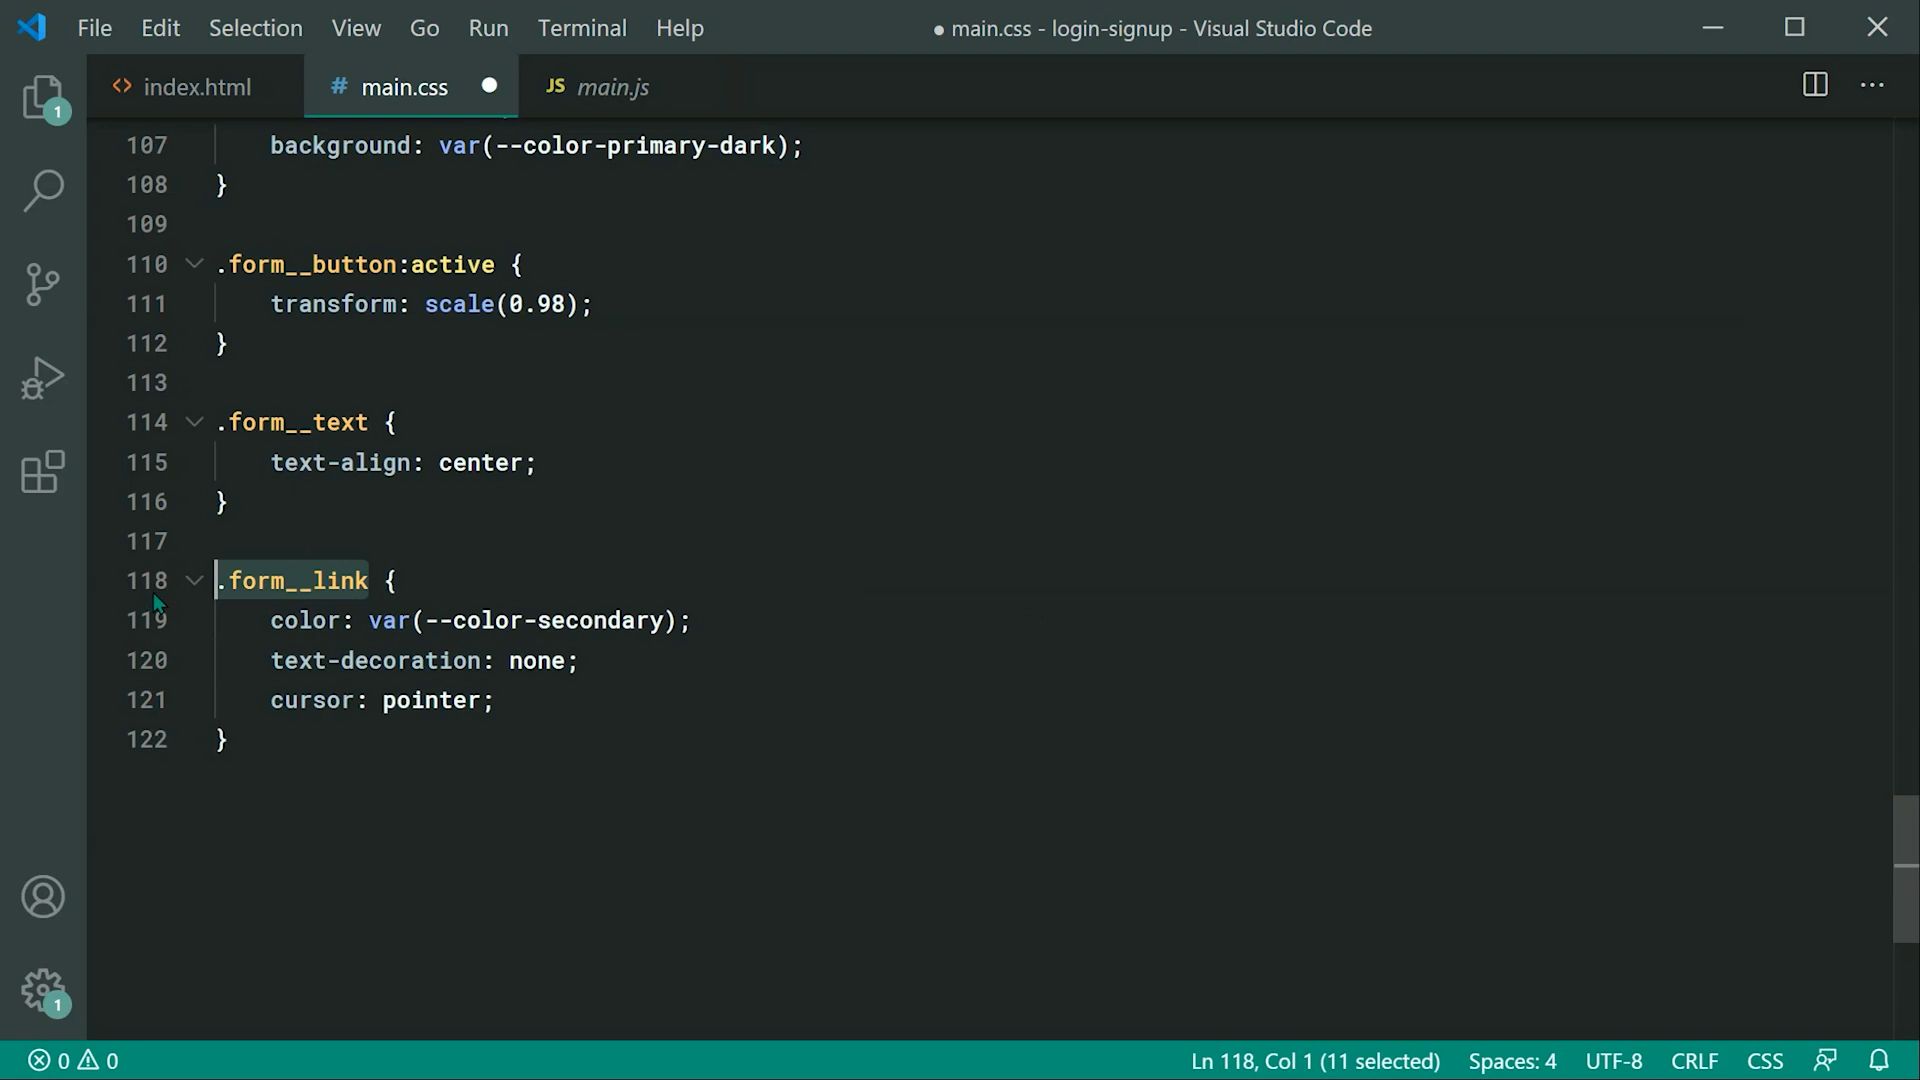 File Edit Selection View Go Run Terminal Help ● main.css - login-signup - Visual Studio Code
1 <> index.html # main.css ● JS main.js ...
107 background: var(--color-primary-dark);
108 }
109
110 .form__button:active {
111 transform: scale(0.98);
112 }
113
114 .form__text {
115 text-align: center;
116 }
117
118 .form__link {
119 color: var(--color-secondary);
120 text-decoration: none;
121 cursor: pointer;
122 }
1
0 0 Ln 118, Col 1 (11 selected) Spaces: 4 UTF-8 CRLF CSS